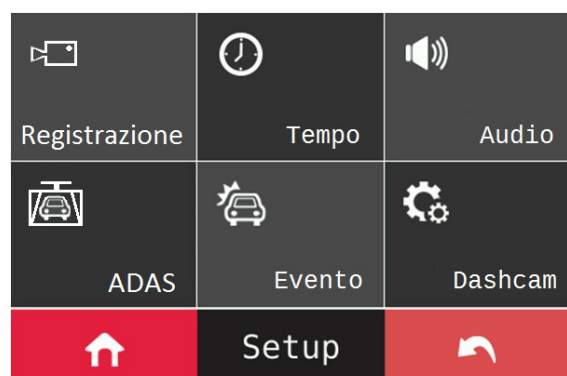 Registrazione
Tempo
Audio
ADAS
Evento
Dashcam
Setup